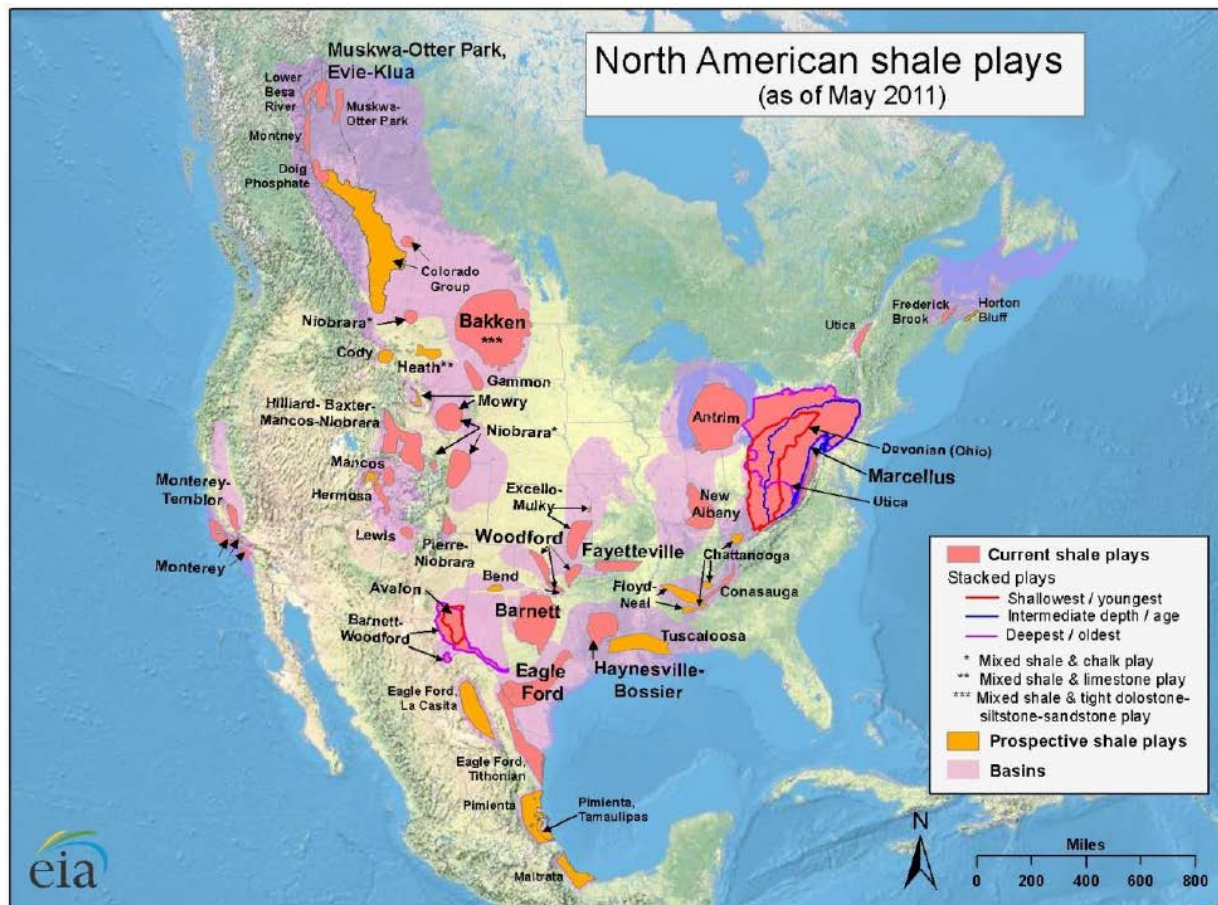 North American shale plays
(as of May 2011)
Muskwa-Otter Park,
Evie-Klua
Lower
Besa
River
Muskwa-
Otter Park
Montney
Doig
Phosphate
Colorado
Group
Niobrara*
Bakken
***
Cody
Heath**
Gammon
Mowry
Hilliard- Baxter-
Mancos-Niobrara
Niobrara*
Mancos
Hermosa
Monterey-
Temblor
Monterey
Lewis
Pierre-
Niobrara
Excello-
Mulky
Woodford
Fayetteville
New
Albany
Antrim
Utica
Frederick
Brook
Horton
Bluff
Devonian (Ohio)
Marcellus
Utica
Chattanooga
Conasauga
Floyd-
Neal
Bend
Avalon
Barnett
Barnett-
Woodford
Tuscaloosa
Haynesville-
Bossier
Eagle
Ford
Eagle Ford,
La Casita
Eagle Ford,
Tithonian
Pimienta
Pimienta,
Tamaulipas
Maltrata
Current shale plays
Stacked plays
Shallowest / youngest
Intermediate depth / age
Deepest / oldest
* Mixed shale & chalk play
** Mixed shale & limestone play
*** Mixed shale & tight dolostone-
siltstone-sandstone play
Prospective shale plays
Basins
N
Miles
0 200 400 600 800
eia